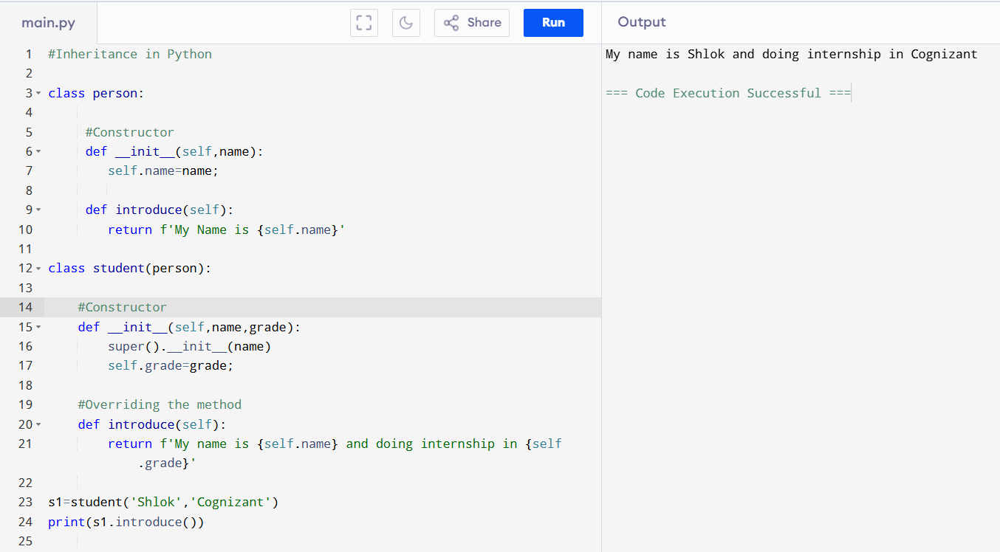 main.py
Share
Run
Output
1 #Inheritance in Python
2
3 class person:
4
5 #Constructor
6 def __init__(self,name):
7 self.name=name;
8
9 def introduce(self):
10 return f'My Name is {self.name}'
11
12 class student(person):
13
14 #Constructor
15 def __init__(self,name,grade):
16 super().__init__(name)
17 self.grade=grade;
18
19 #Overriding the method
20 def introduce(self):
21 return f'My name is {self.name} and doing internship in {self
.grade}'
22
23 s1=student('Shlok','Cognizant')
24 print(s1.introduce())
25
My name is Shlok and doing internship in Cognizant
=== Code Execution Successful ===